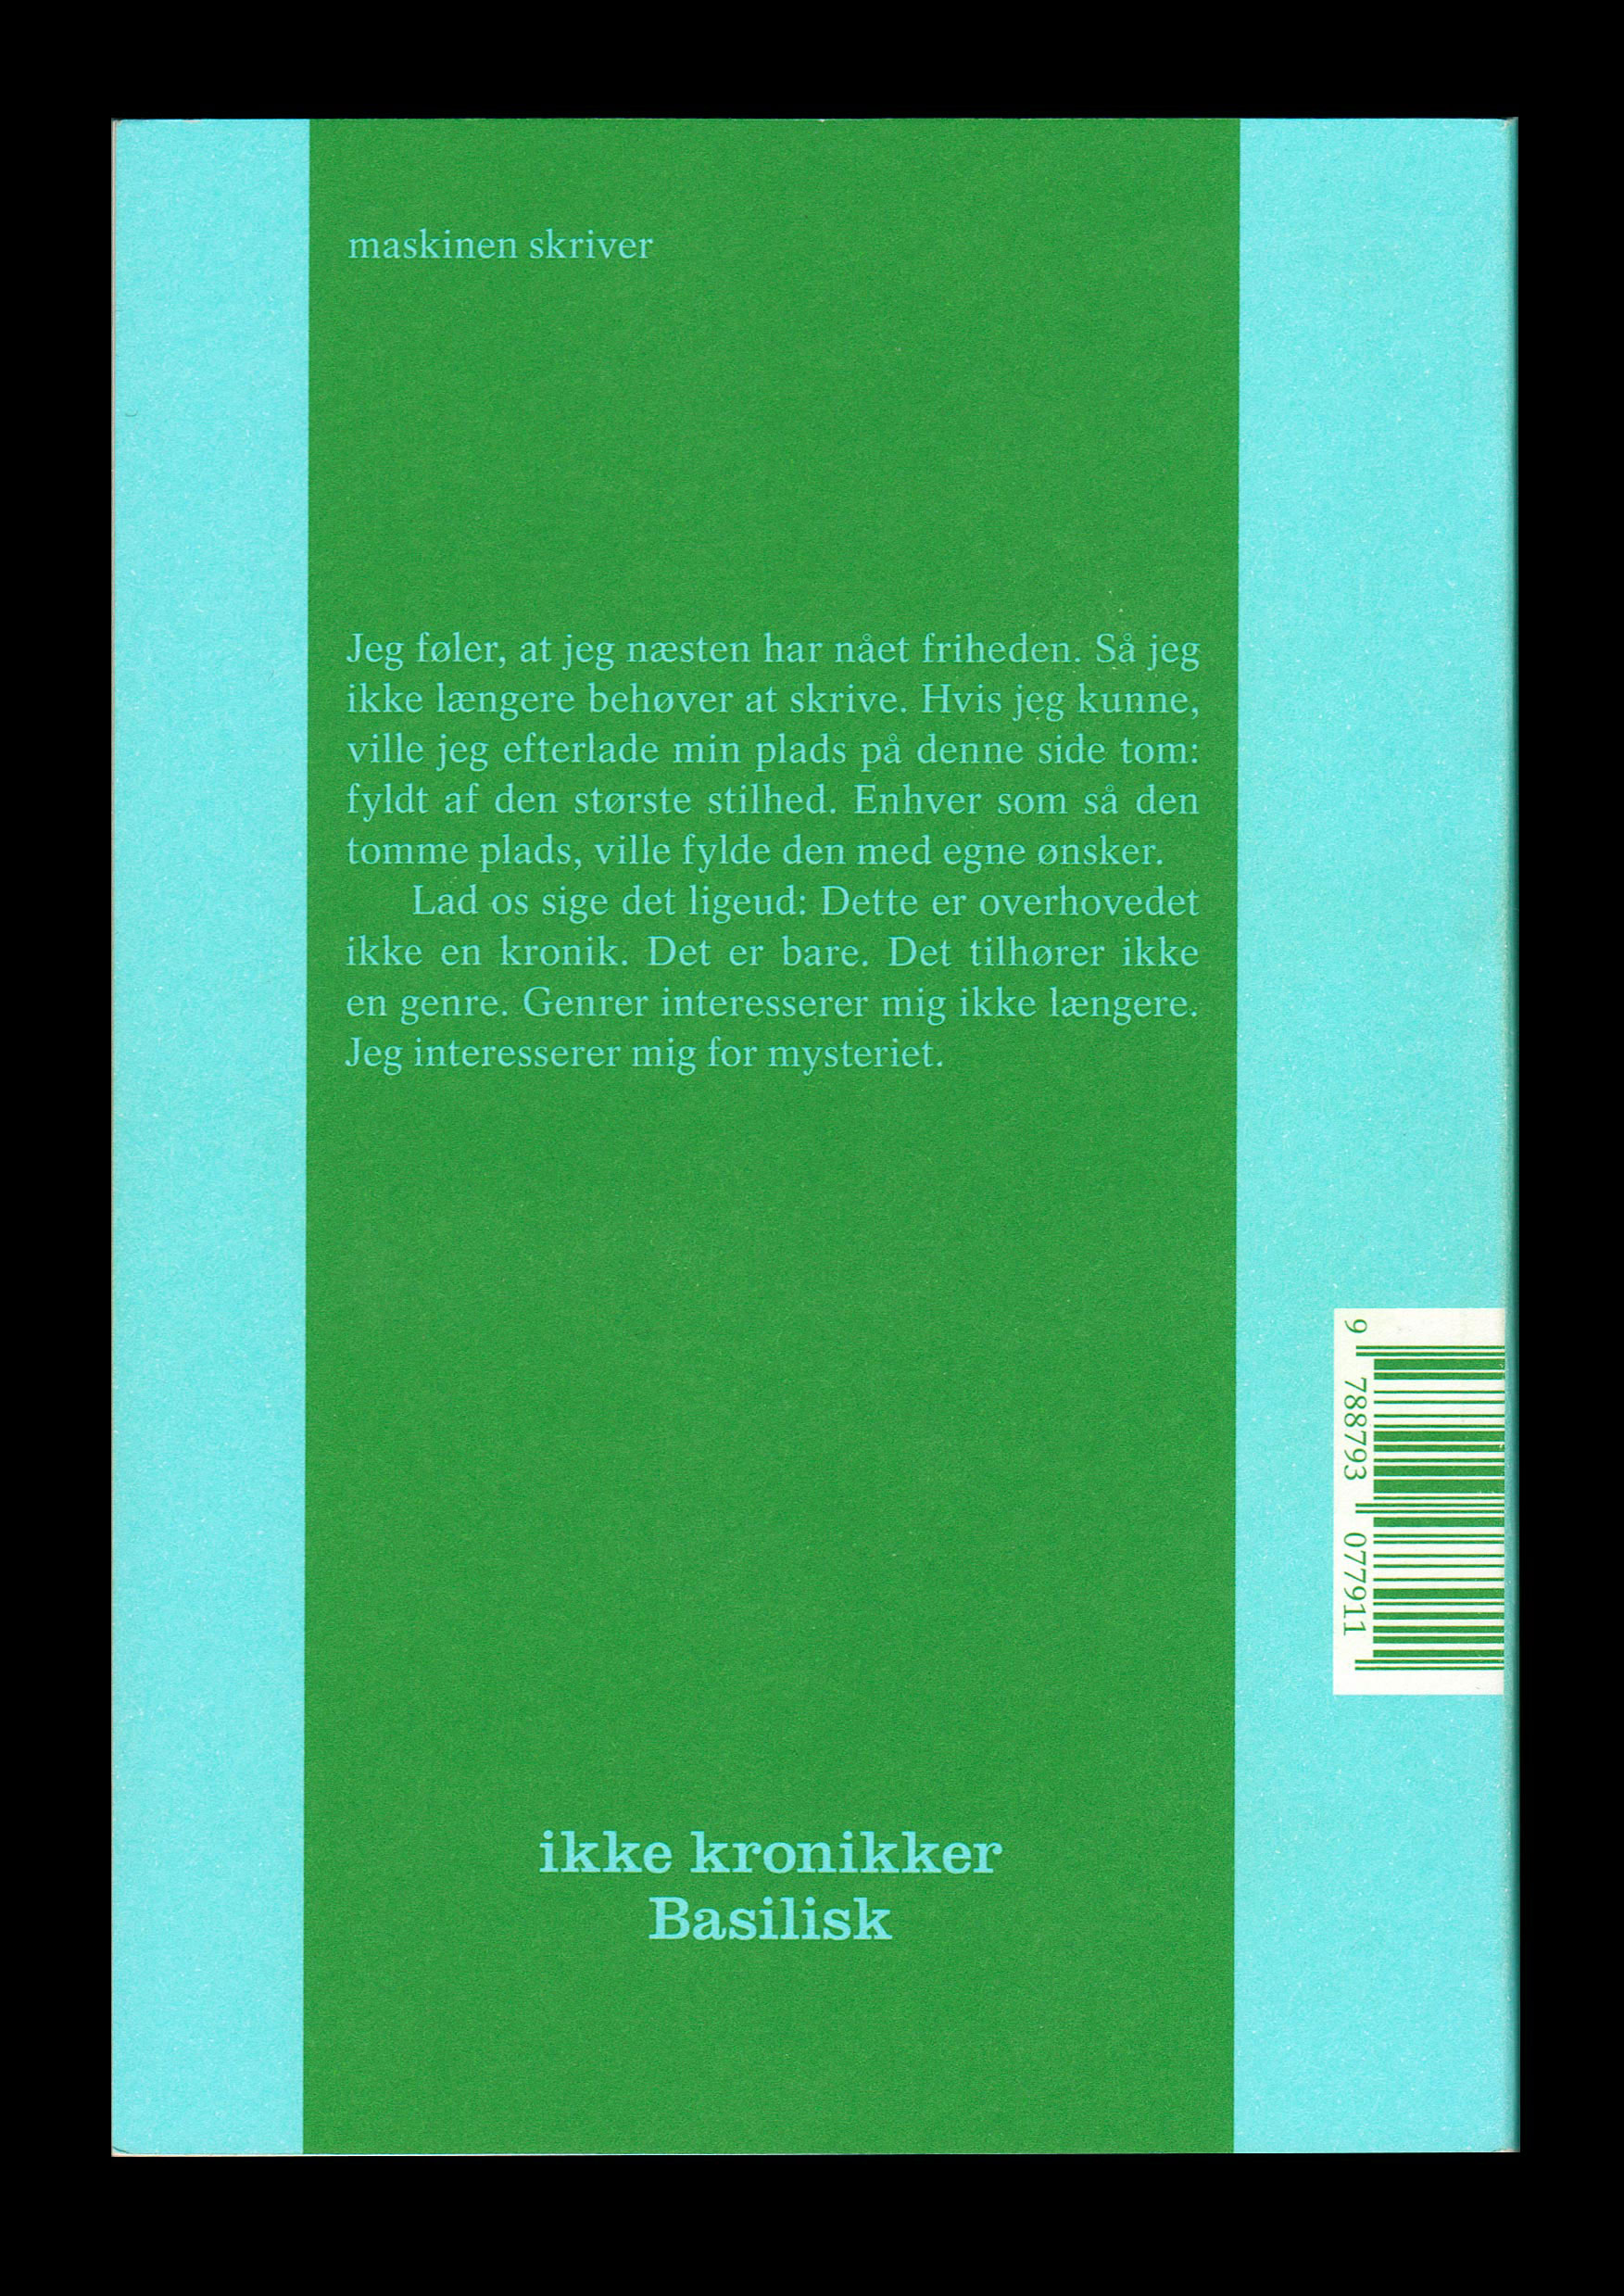 maskinen skriver
Jeg føler, at jeg næsten har nået friheden. Så jeg
ikke længere behøver at skrive. Hvis jeg kunne,
ville jeg efterlade min plads på denne side tom:
fyldt af den største stilhed. Enhver som så den
tomme plads, ville fylde den med egne ønsker.
Lad os sige det ligeud: Dette er overhovedet
ikke en kronik. Det er bare. Det tilhører ikke
en genre. Genrer interesserer mig ikke længere.
Jeg interesserer mig for mysteriet.
9 788793 077911
ikke kronikker
Basilisk